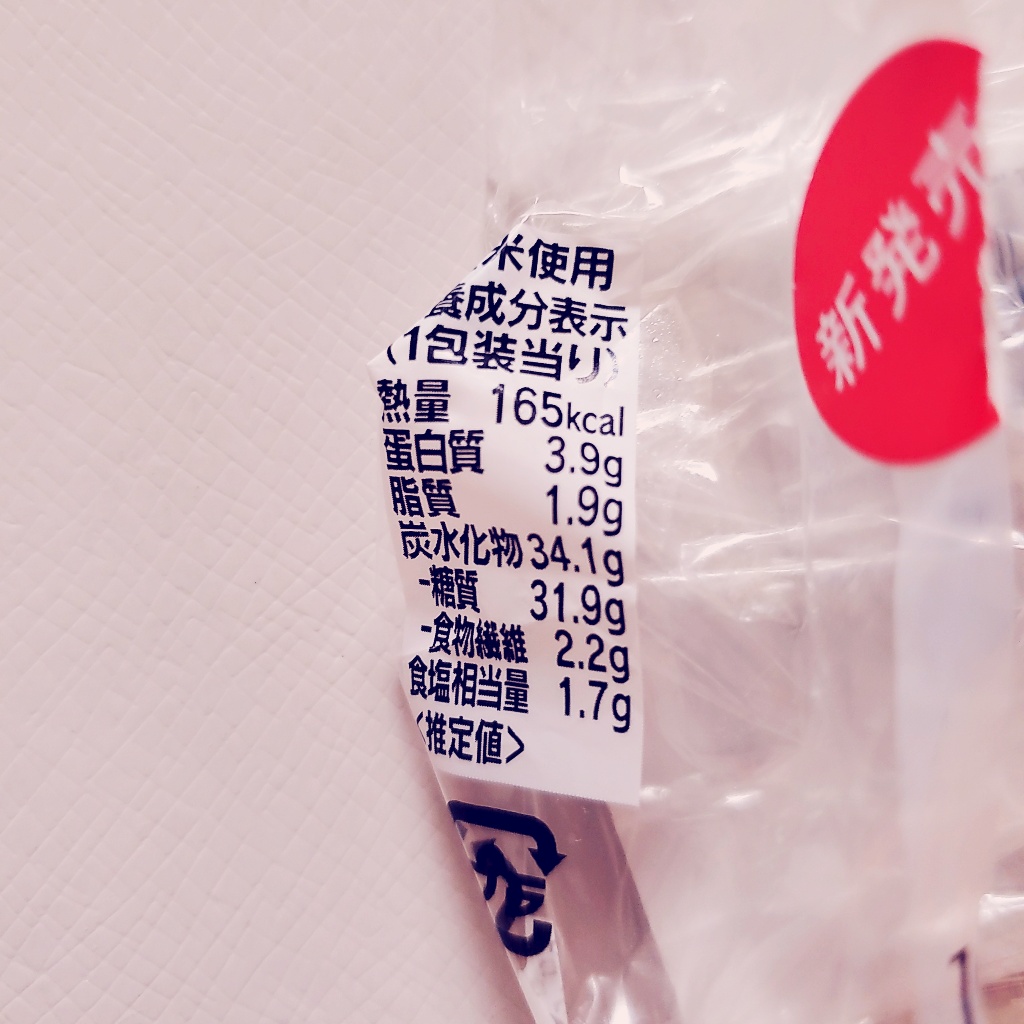 米使用
養成分表示
(1包装当り)
熱量 165kcal
蛋白質 3.9g
脂質 1.9g
炭水化物 34.1g
-糖質 31.9g
-食物繊維 2.2g
食塩相当量 1.7g
<推定値>
新発売